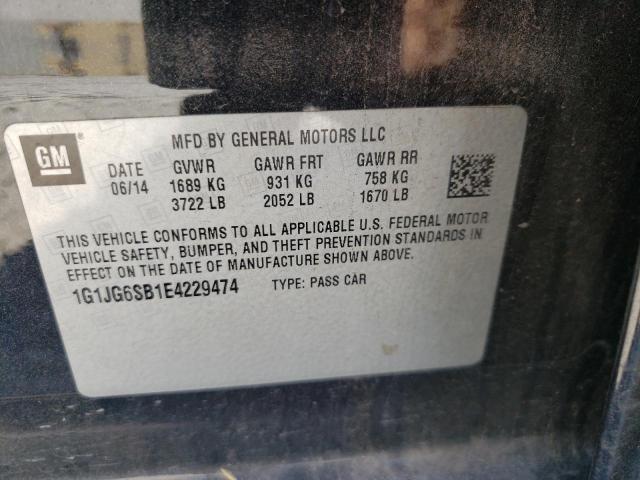 GM
MFD BY GENERAL MOTORS LLC
DATE GVWR GAWR FRT GAWR RR
06/14 1689 KG 931 KG 758 KG
3722 LB 2052 LB 1670 LB
THIS VEHICLE CONFORMS TO ALL APPLICABLE U.S. FEDERAL MOTOR
VEHICLE SAFETY, BUMPER, AND THEFT PREVENTION STANDARDS IN
EFFECT ON THE DATE OF MANUFACTURE SHOWN ABOVE.
1G1JG6SB1E4229474 TYPE: PASS CAR